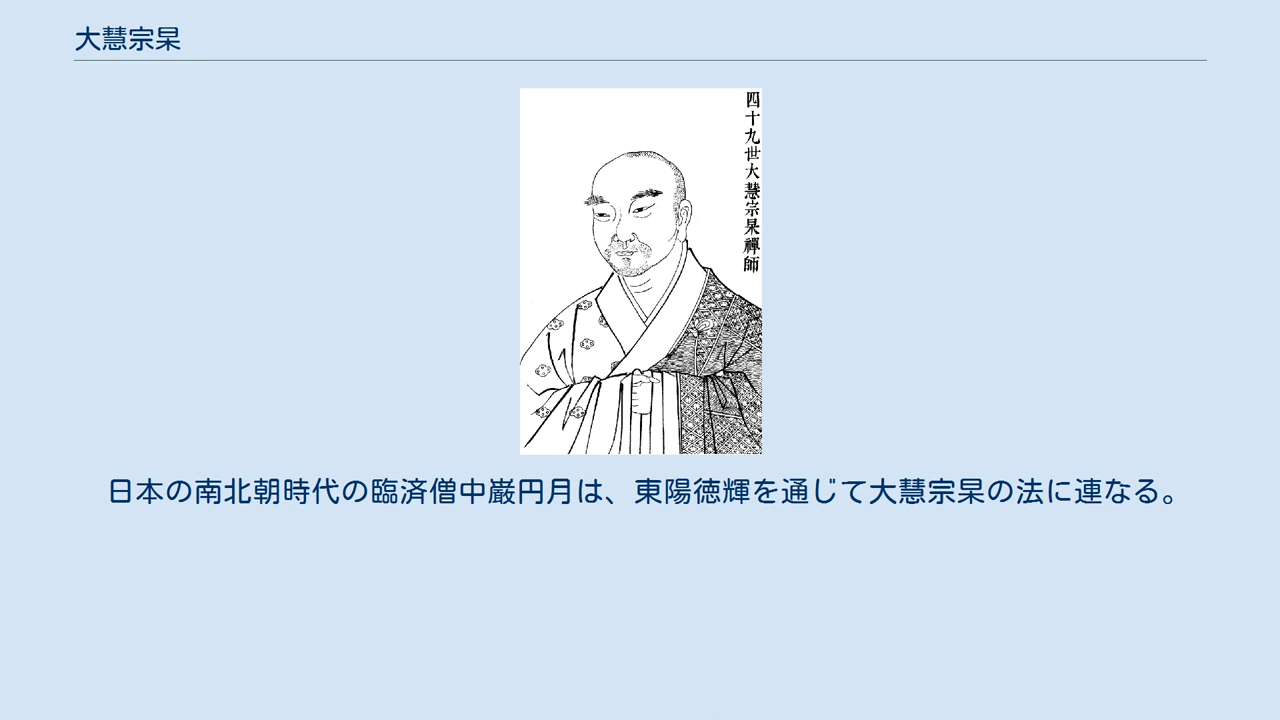 大慧宗杲
四十九世大慧宗杲禪師
日本の南北朝時代の臨済僧中巌円月は、東陽徳輝を通じて大慧宗杲の法に連なる。